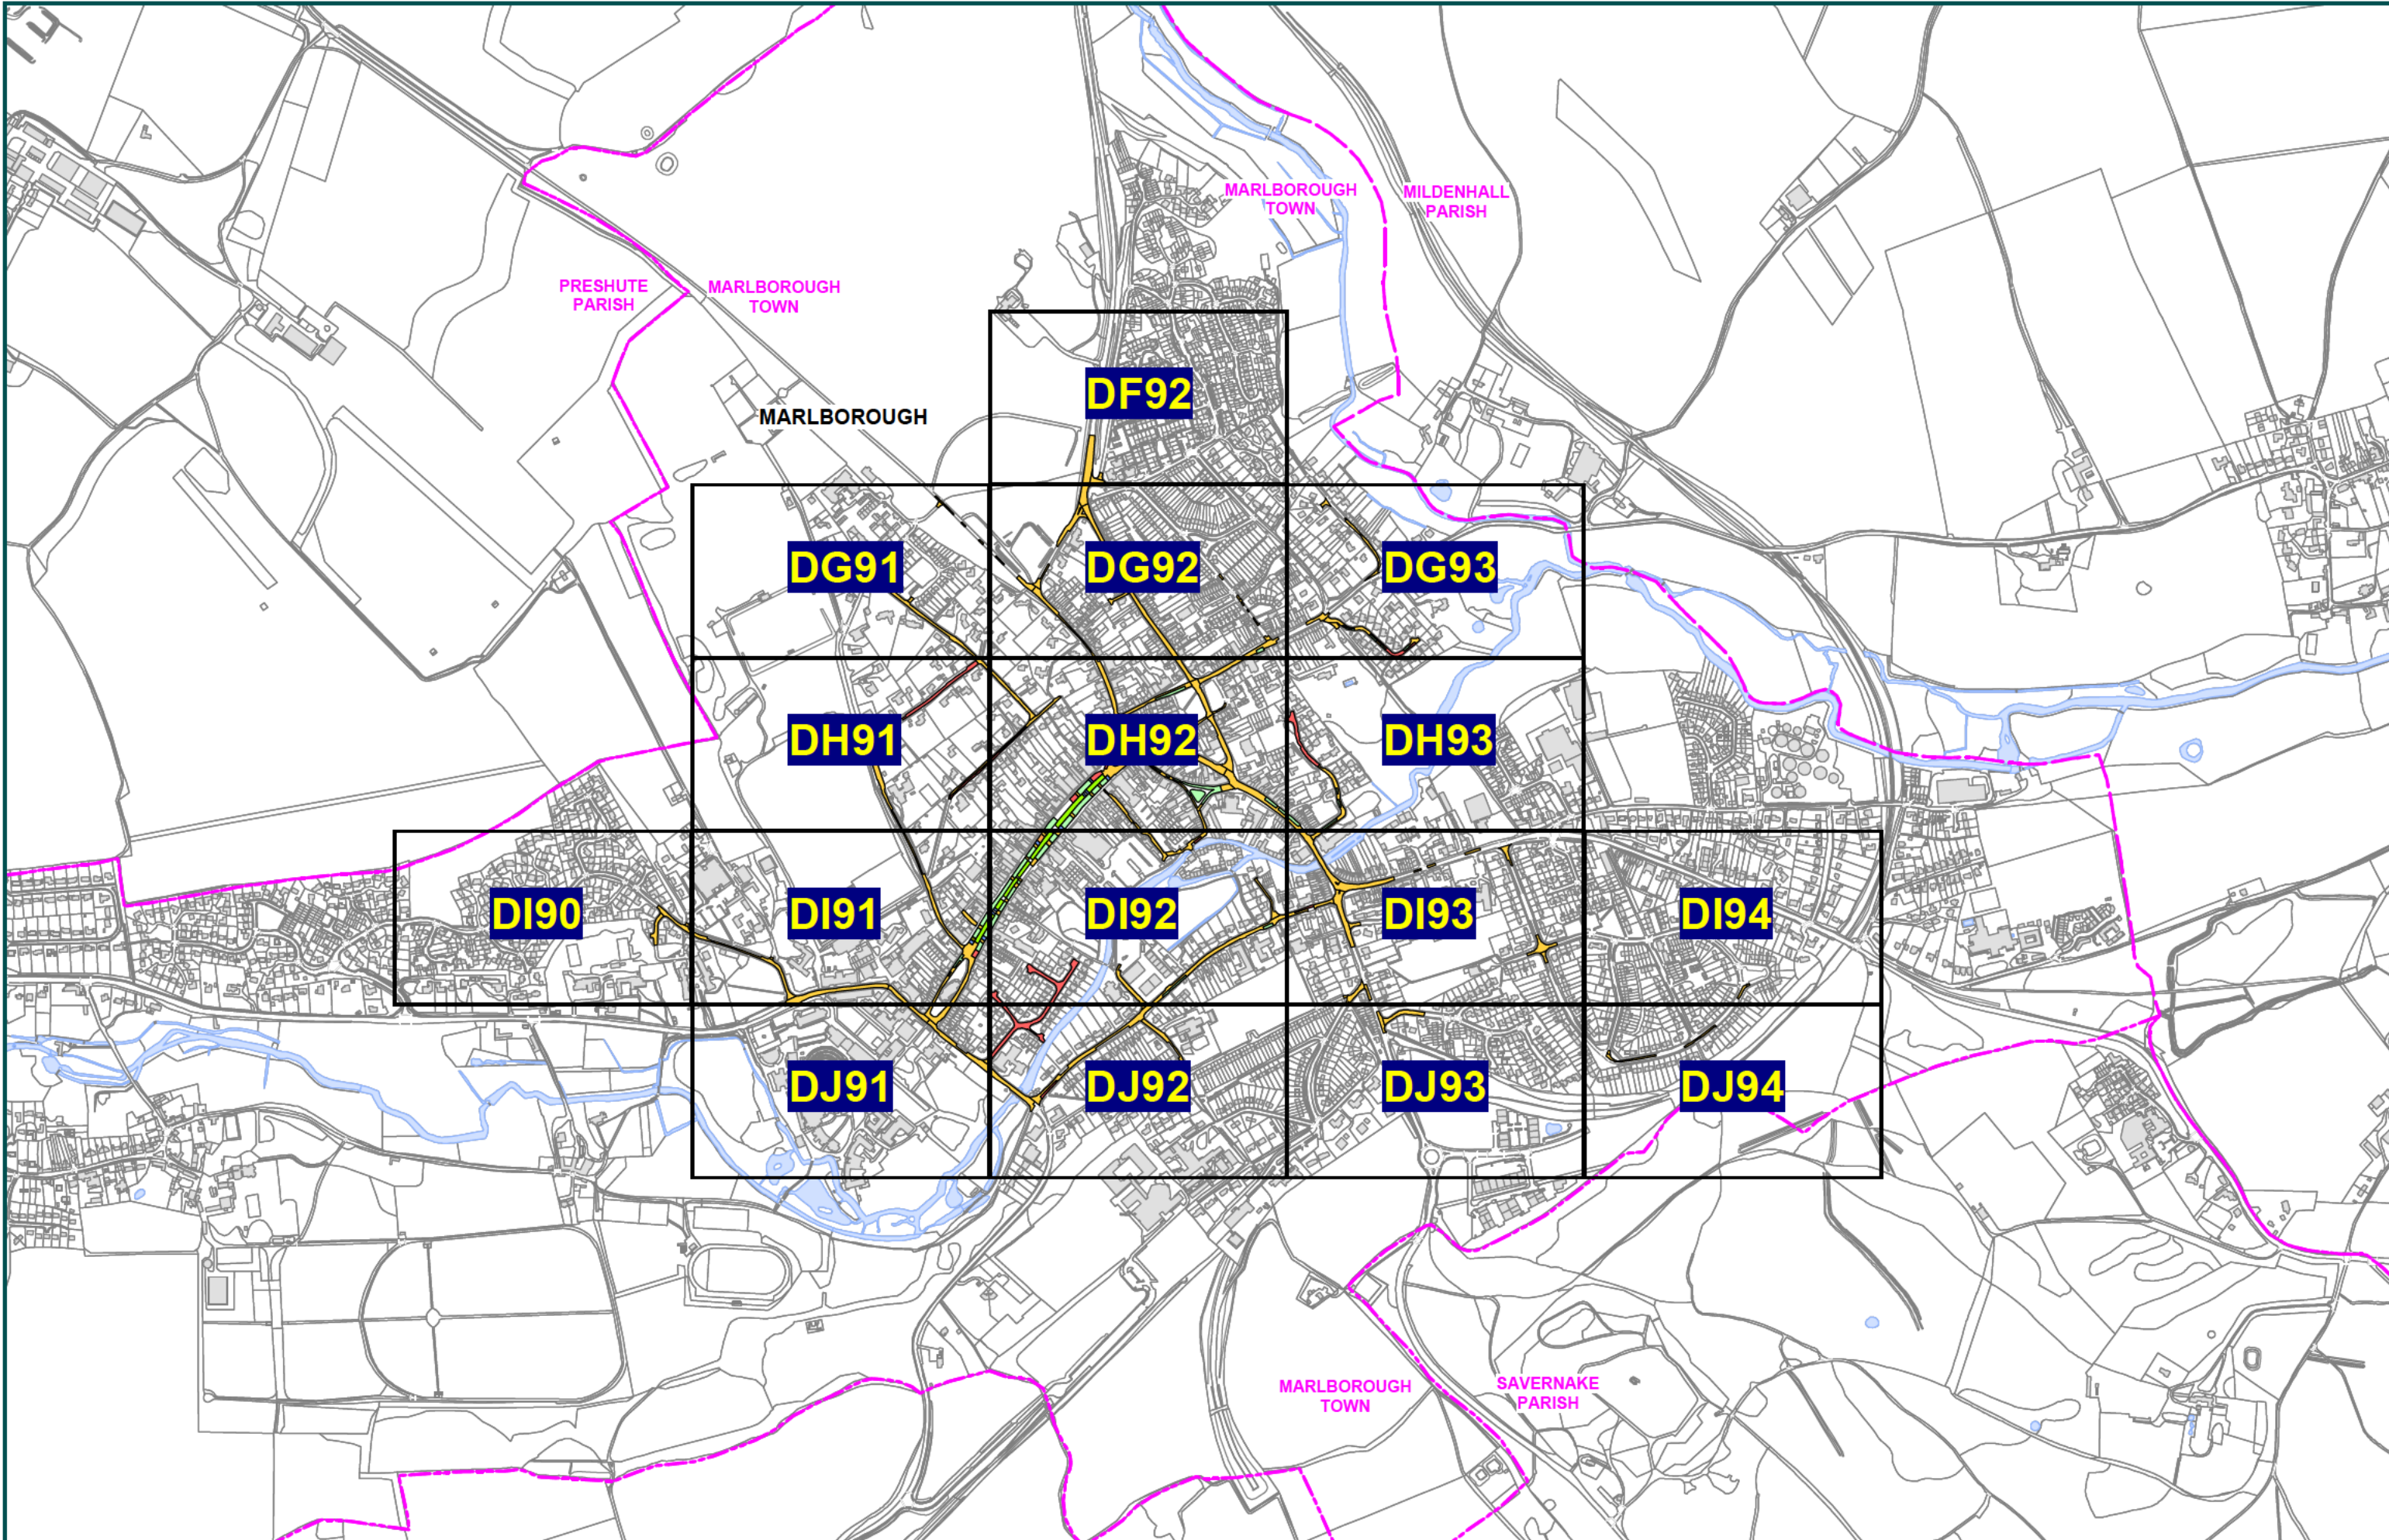 MARLBOROUGH
TOWN
MILDENHALL
PARISH
PRESHUTE
PARISH
MARLBOROUGH
TOWN
DF92
MARLBOROUGH
DG91
DG92
DG93
DH91
DH92
DH93
DI90
DI91
DI92
DI93
DI94
DJ91
DJ92
DJ93
DJ94
MARLBOROUGH
TOWN
SAVERNAKE
PARISH